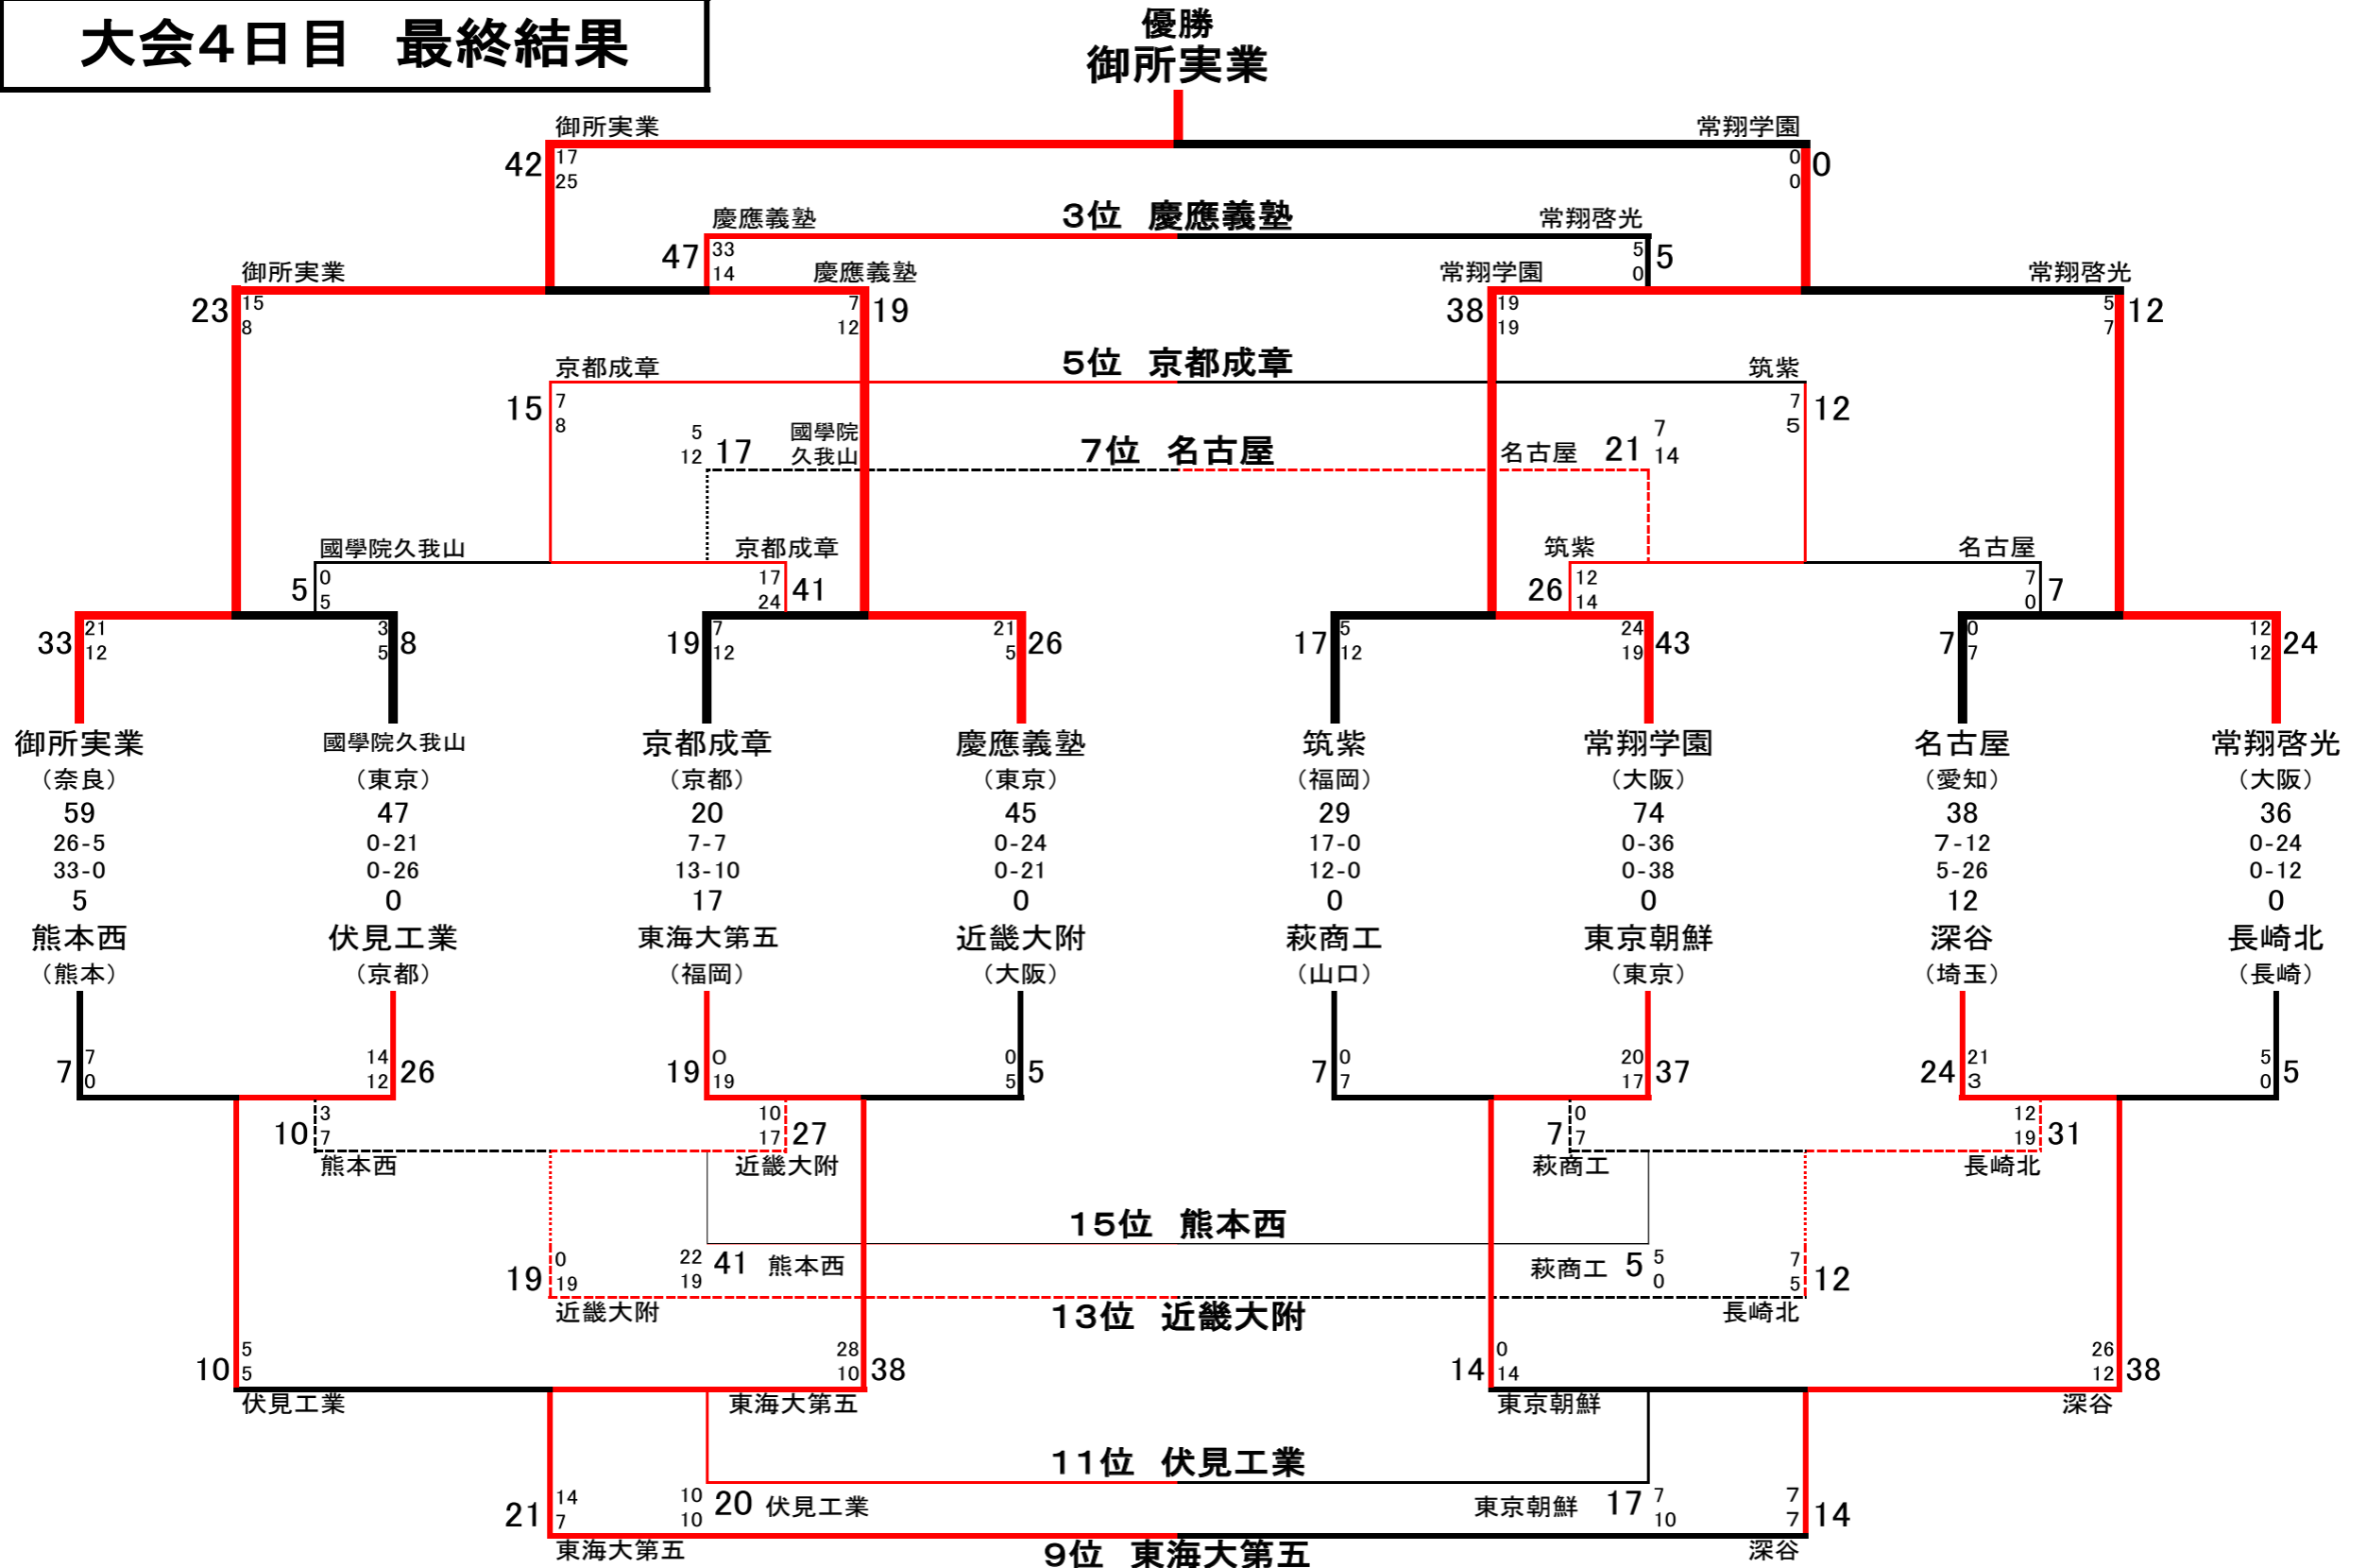 大会4日目 最終結果
優勝
御所実業
御所実業 常翔学園
42 17 0 0
25 0
3位 慶應義塾
慶應義塾 常翔啓光
47 33 5 5
14 0
御所実業 慶應義塾 常翔学園 常翔啓光
23 15 7 19 38 19 5 12
8 12 19 7
5位 京都成章
京都成章 筑紫
15 7 7 12
8 5
7位 名古屋
5 17 國學院 名古屋 21 7
12 久我山 14
國學院久我山 京都成章 筑紫 名古屋
5 0 17 41 26 12 7 7
5 24 14 0
33 21 3 8 19 7 21 26 17 5 24 43 7 0 12 24
12 5 12 5 12 19 7 12
御所実業 國學院久我山 京都成章 慶應義塾 筑紫 常翔学園 名古屋 常翔啓光
（奈良） （東京） （京都） （東京） （福岡） （大阪） （愛知） （大阪）
59 47 20 45 29 74 38 36
26-5 0-21 7-7 0-24 17-0 0-36 7-12 0-24
33-0 0-26 13-10 0-21 12-0 0-38 5-26 0-12
5 0 17 0 0 0 12 0
熊本西 伏見工業 東海大第五 近畿大附 萩商工 東京朝鮮 深谷 長崎北
（熊本） （京都） （福岡） （大阪） （山口） （東京） （埼玉） （長崎）
7 7 14 26 19 O 0 5 7 0 20 37 24 21 5 5
0 12 19 5 7 17 3 0
10 3 10 27 7 0 12 31
7 17 7 19
熊本西 近畿大附 萩商工 長崎北
15位 熊本西
22 41 熊本西 萩商工 5 5
19 0
19 0 7 12
19 5
近畿大附 13位 近畿大附 長崎北
10 5 28 38 14 0 26 38
5 10 14 12
伏見工業 東海大第五 東京朝鮮 深谷
11位 伏見工業
10 20 伏見工業 東京朝鮮 17 7
10 10
21 14 7 14
7 7
東海大第五 9位 東海大第五 深谷